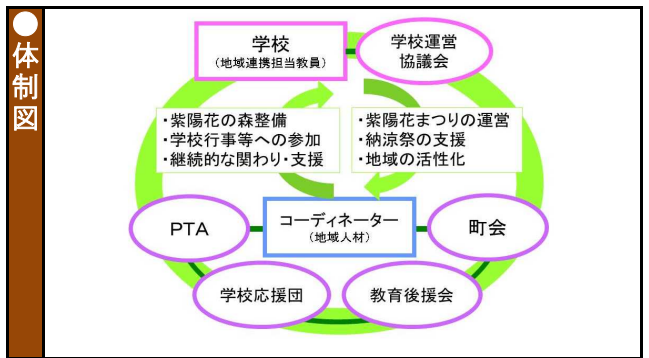 ●体制図
学校
（地域連携担当教員）
学校運営
協議会
・紫陽花の森整備
・学校行事等への参加
・継続的な関わり・支援
・紫陽花まつりの運営
・納涼祭の支援
・地域の活性化
PTA
コーディネーター
（地域人材）
町会
学校応援団
教育後援会